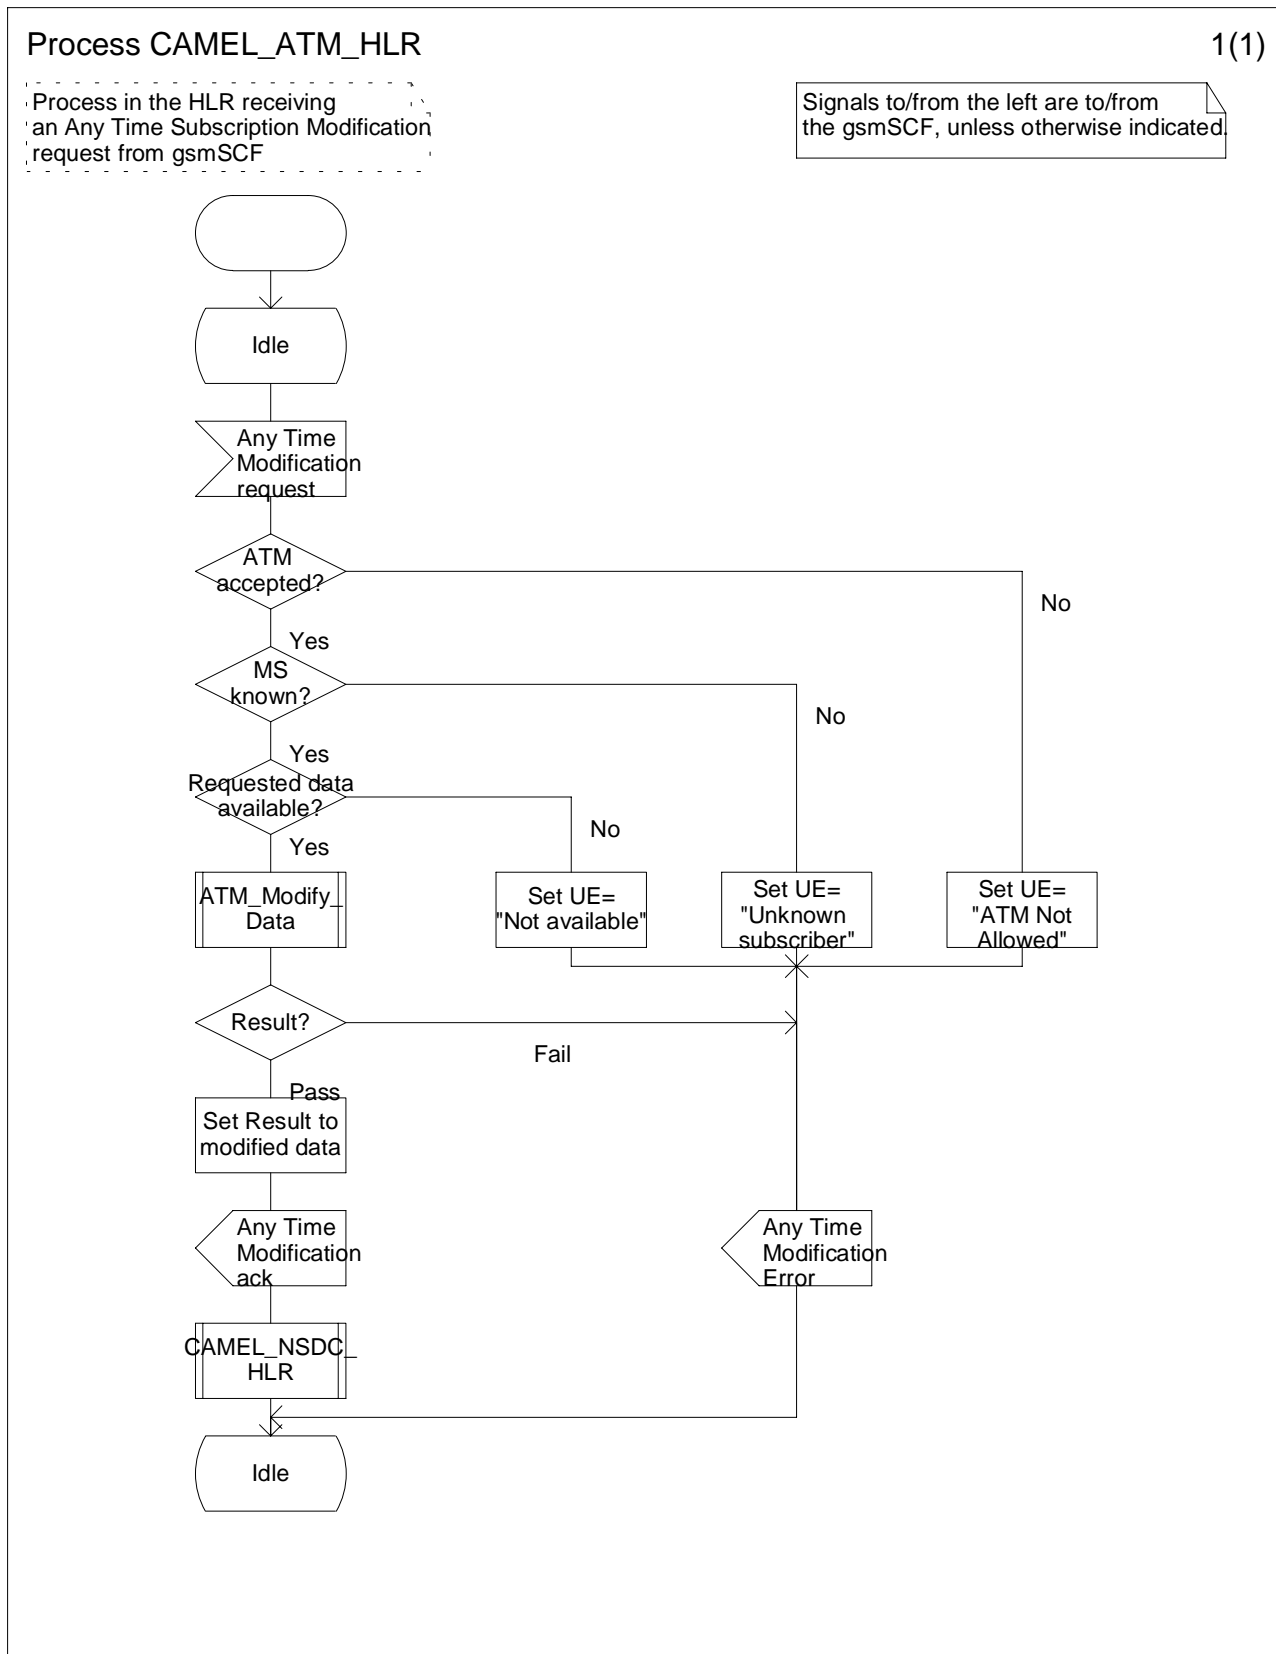 Process CAMEL_ATM_HLR
1(1)
Process in the HLR receiving
an Any Time Subscription Modification
request from gsmSCF
Signals to/from the left are to/from
the gsmSCF, unless otherwise indicated.
Idle
Any Time
Modification
request
ATM
accepted?
No
Yes
MS
known?
No
Yes
Requested data
available?
No
Yes
ATM_Modify_
Data
Set UE=
"Not available"
Set UE=
"Unknown
subscriber"
Set UE=
"ATM Not
Allowed"
Result?
Fail
Pass
Set Result to
modified data
Any Time
Modification
ack
Any Time
Modification
Error
CAMEL_NSDC_
HLR
Idle